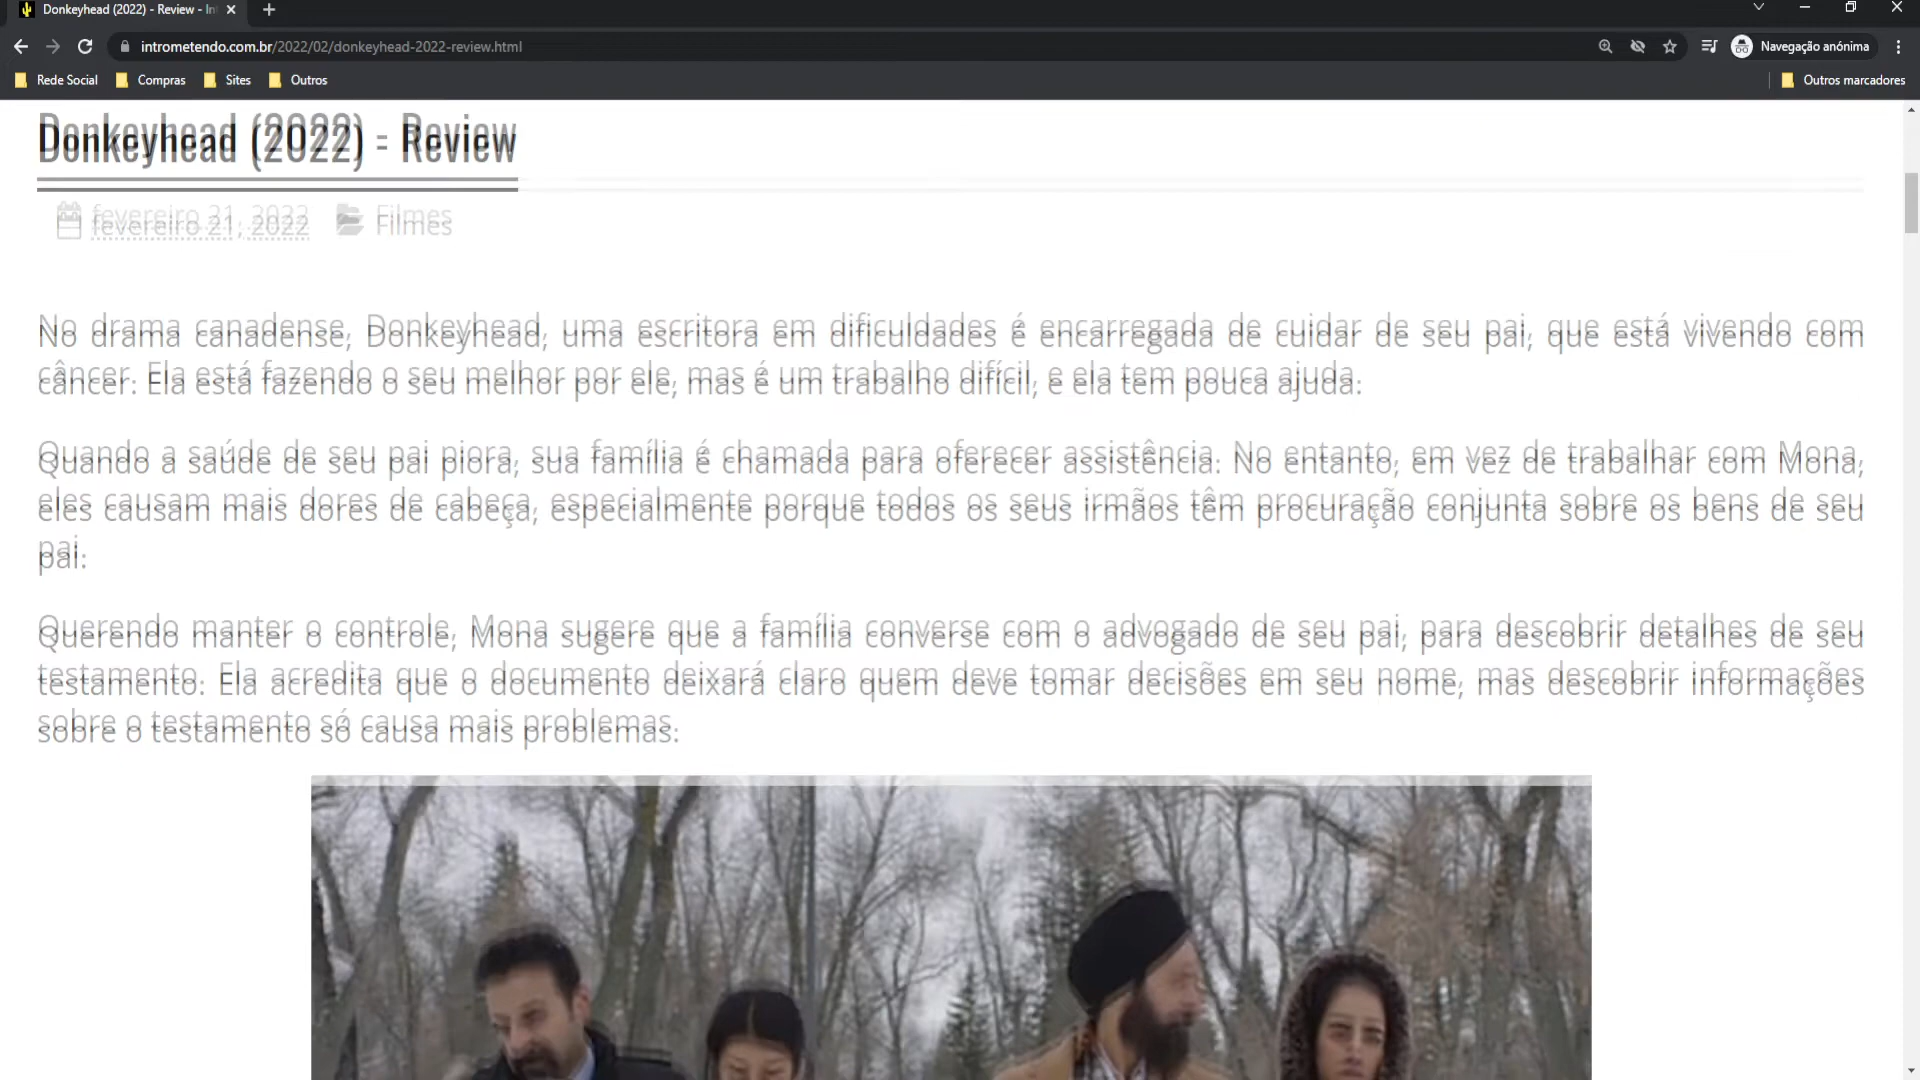 Donkeyhead (2022) - Review - In
intrometendo.com.br/2022/02/donkeyhead-2022-review.html
Navegação anónima
Rede Social
Compras
Sites
Outros
Outros marcadores
Donkeyhead (2022) - Review
fevereiro 21, 2022 Filmes
No drama canadense, Donkeyhead, uma escritora em dificuldades é encarregada de cuidar de seu pai, que está vivendo com
câncer. Ela está fazendo o seu melhor por ele, mas é um trabalho difícil, e ela tem pouca ajuda.
Quando a saúde de seu pai piora, sua família é chamada para oferecer assistência. No entanto, em vez de trabalhar com Mona,
eles causam mais dores de cabeça, especialmente porque todos os seus irmãos têm procuração conjunta sobre os bens de seu
pai.
Querendo manter o controle, Mona sugere que a família converse com o advogado de seu pai, para descobrir detalhes de seu
testamento. Ela acredita que o documento deixará claro quem deve tomar decisões em seu nome, mas descobrir informações
sobre o testamento só causa mais problemas.